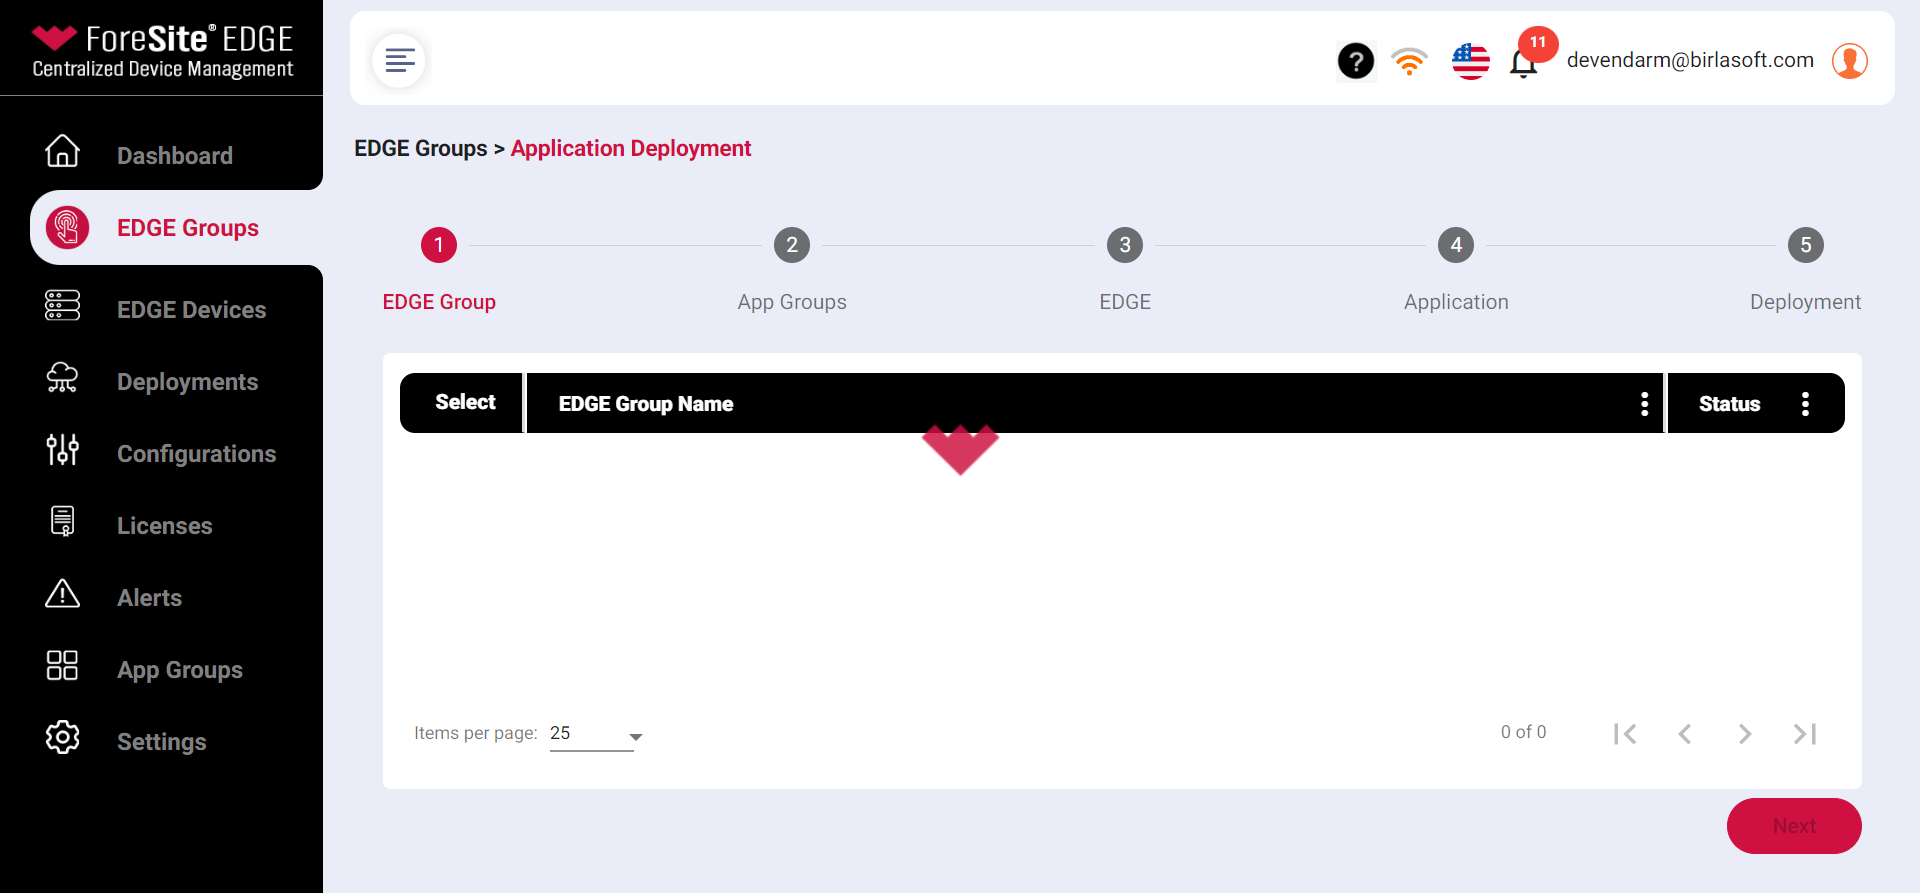 ForeSite® EDGE
Centralized Device Management
?
11
devendarm@birlasoft.com
Dashboard
EDGE Groups
EDGE Devices
Deployments
Configurations
Licenses
Alerts
App Groups
Settings
EDGE Groups > Application Deployment
1
2
3
4
5
EDGE Group
App Groups
EDGE
Application
Deployment
Select
EDGE Group Name
Status
Items per page: 25
0 of 0
Next